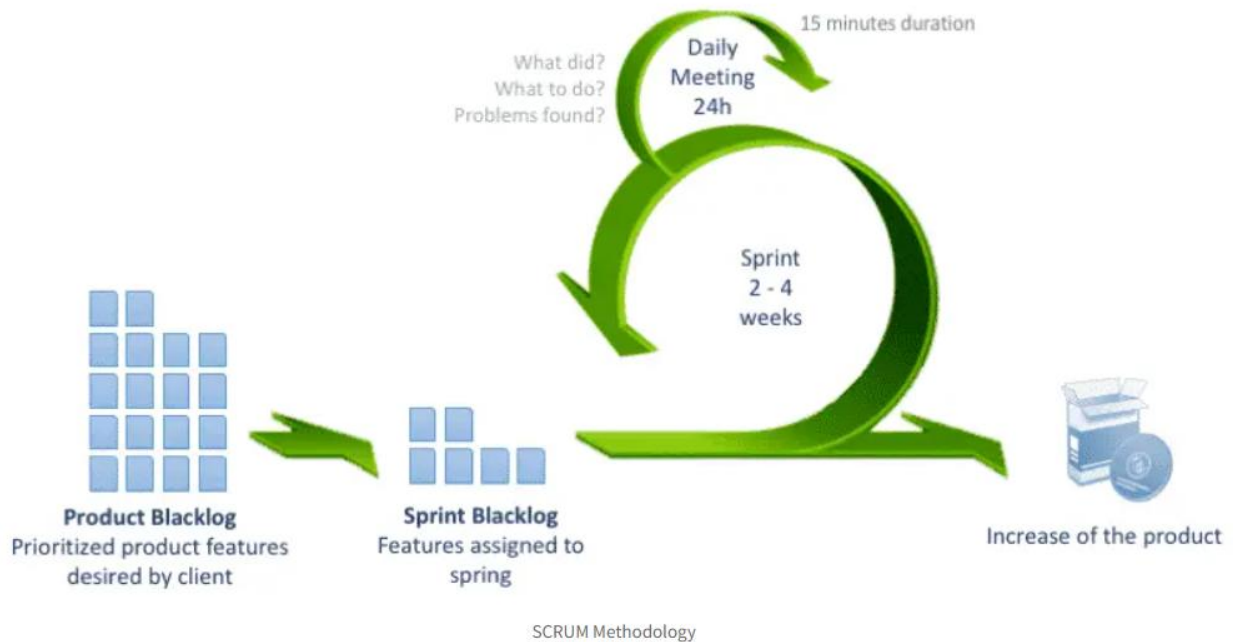 15 minutes duration
Daily
Meeting
24h
What did?
What to do?
Problems found?
Sprint
2 - 4
weeks
Product Blacklog
Prioritized product features
desired by client
Sprint Blacklog
Features assigned to
spring
Increase of the product
SCRUM Methodology